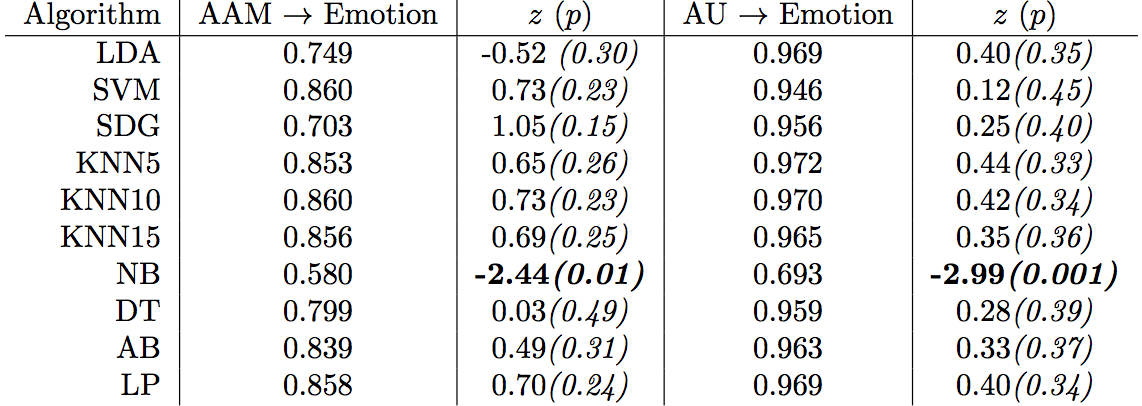 Algorithm AAM → Emotion z (p) AU → Emotion z (p)
LDA 0.749 -0.52 (0.30) 0.969 0.40(0.35)
SVM 0.860 0.73(0.23) 0.946 0.12(0.45)
SDG 0.703 1.05(0.15) 0.956 0.25(0.40)
KNN5 0.853 0.65(0.26) 0.972 0.44(0.33)
KNN10 0.860 0.73(0.23) 0.970 0.42(0.34)
KNN15 0.856 0.69(0.25) 0.965 0.35(0.36)
NB 0.580 -2.44(0.01) 0.693 -2.99(0.001)
DT 0.799 0.03(0.49) 0.959 0.28(0.39)
AB 0.839 0.49(0.31) 0.963 0.33(0.37)
LP 0.858 0.70(0.24) 0.969 0.40(0.34)